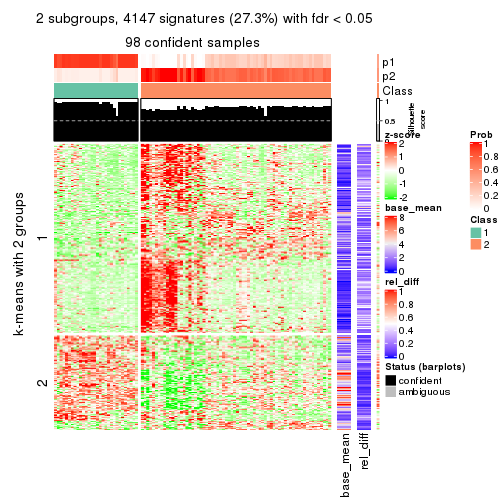 2 subgroups, 4147 signatures (27.3%) with fdr < 0.05
98 confident samples
p1
p2
Class
1
0.5
0
Silhouette
score
k-means with 2 groups
1
2
base_mean
rel_diff
z-score
2
1
0
-1
-2
base_mean
8
6
4
2
0
rel_diff
1
0.8
0.6
0.4
0.2
0
Status (barplots)
confident
ambiguous
Prob
1
0.8
0.6
0.4
0.2
0
Class
1
2